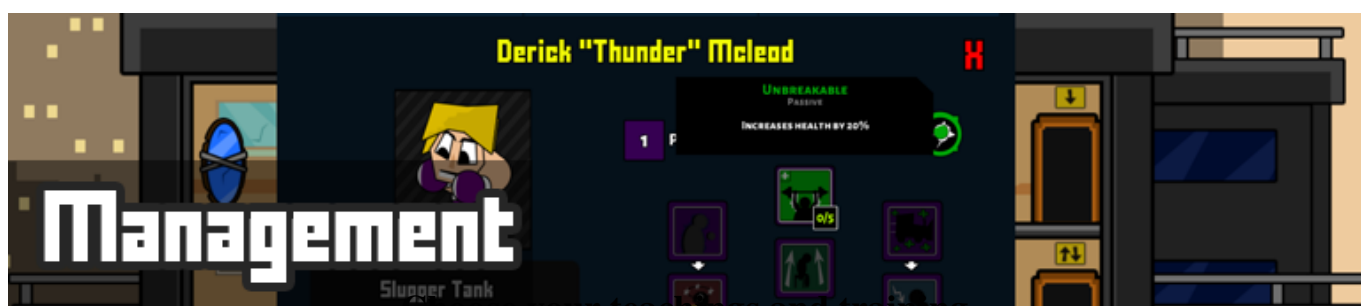 Derick "Thunder" Mcleod
X
Unbreakable
Passive
Increases health by 20%
1
0/5
Management
Slugger Tank